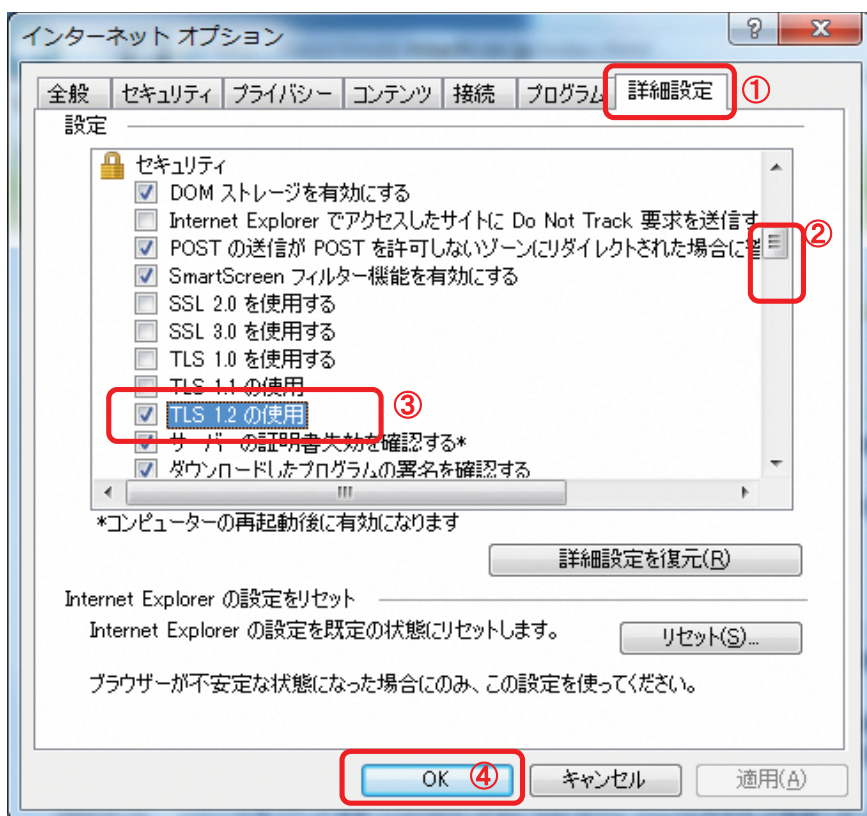 インターネット オプション
全般 セキュリティ プライバシー コンテンツ 接続 プログラム 詳細設定 ①
設定
セキュリティ
DOM ストレージを有効にする
Internet Explorer でアクセスしたサイトに Do Not Track 要求を送信す
②
POST の送信が POST を許可しないゾーンにリダイレクトされた場合に
SmartScreen フィルター機能を有効にする
SSL 2.0 を使用する
SSL 3.0 を使用する
TLS 1.0 を使用する
TLS 1.1 の使用
TLS 1.2 の使用 ③
サーバーの証明書失効を確認する*
ダウンロードしたプログラムの署名を確認する
*コンピューターの再起動後に有効になります
詳細設定を復元(R)
Internet Explorer の設定をリセット
Internet Explorer の設定を既定の状態にリセットします。
リセット(S)...
ブラウザーが不安定な状態になった場合にのみ、この設定を使ってください。
OK ④ キャンセル 適用(A)